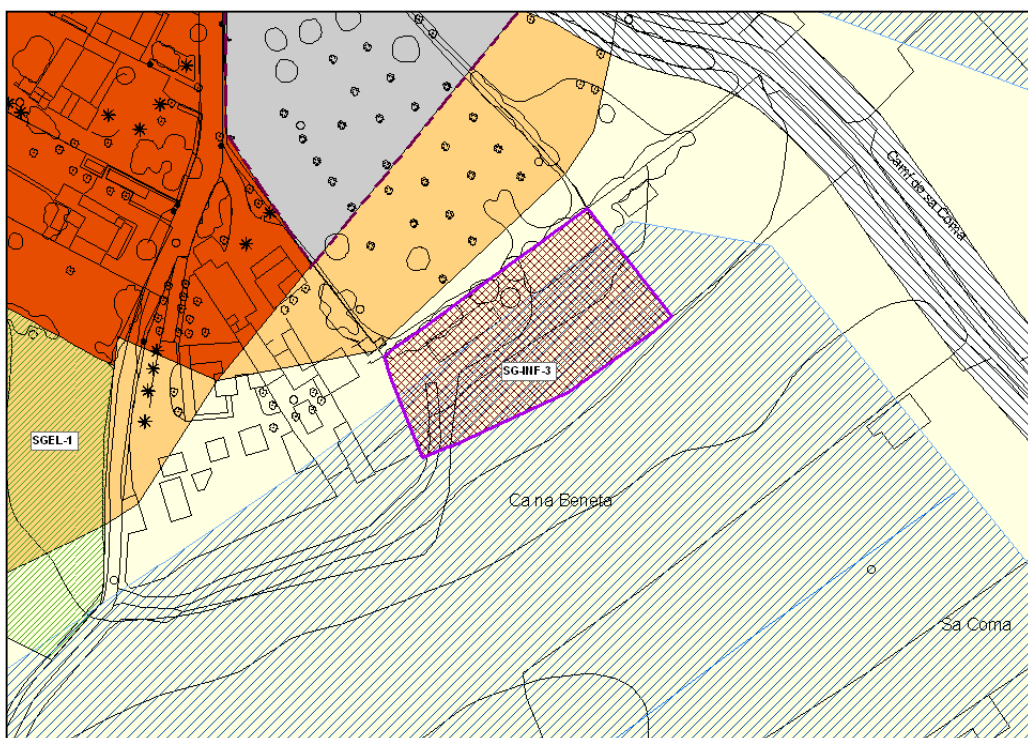 Camí de sa Coma
SG-INF-3
SGEL-1
Ca na Beneta
Sa Coma